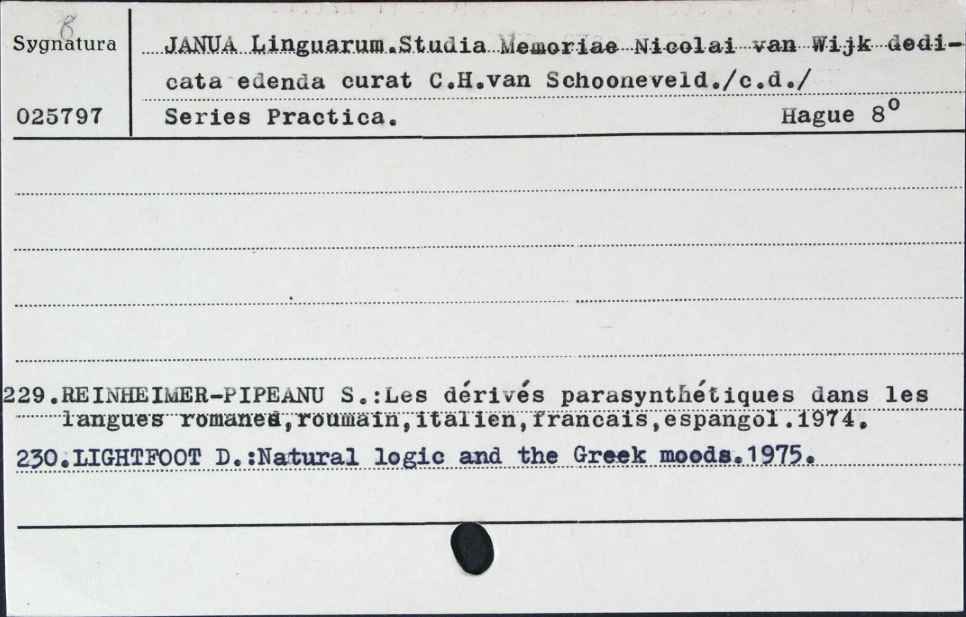 B
Sygnatura
JANUA Linguarum.Studia Memoriae Nicolai van Wijk dedi-
cata edenda curat C.H.van Schooneveld./c.d./
025797
Series Practica. Hague 8⁰
229.REINHEIMER-PIPEANU S.:Les dérivés parasynthétiques dans les
langues romanes,roumain,italien,francais,espangol.1974.
230.LIGHTFOOT D.:Natural logic and the Greek moods.1975.